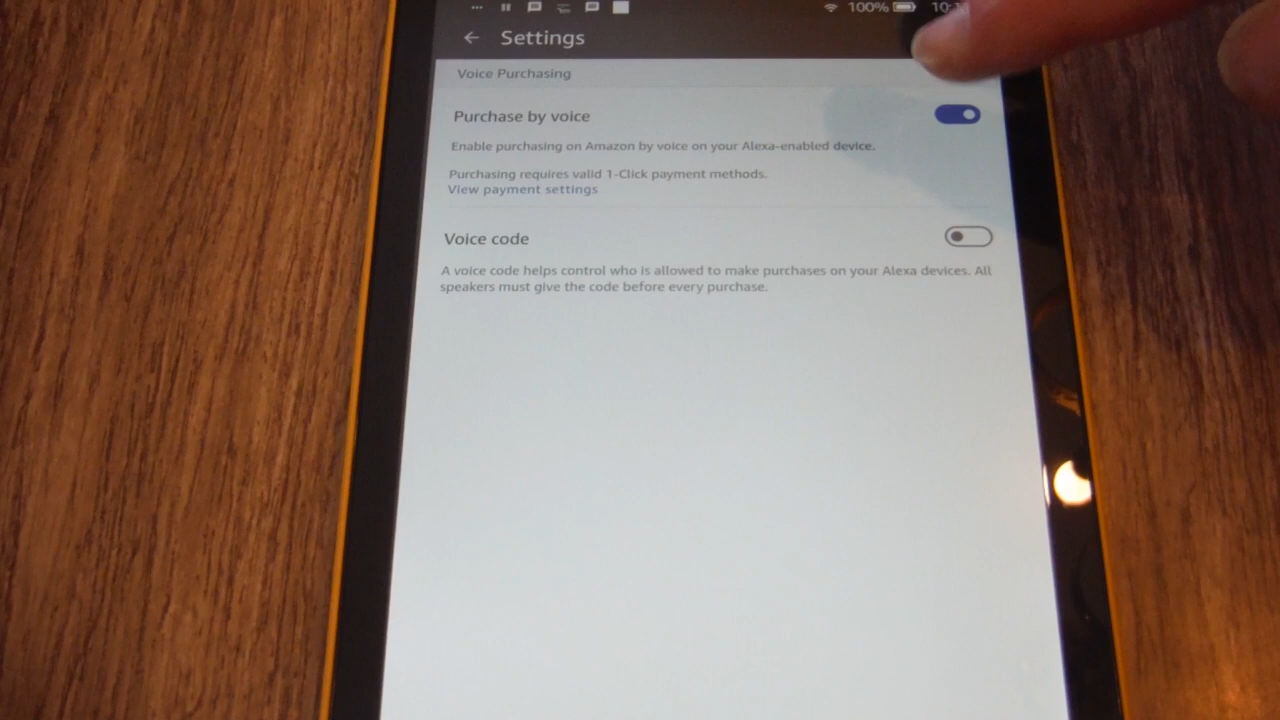 100%
Settings
Voice Purchasing
Purchase by voice
Enable purchasing on Amazon by voice on your Alexa-enabled device.
Purchasing requires valid 1-Click payment methods.
View payment settings
Voice code
A voice code helps control who is allowed to make purchases on your Alexa devices. All
speakers must give the code before every purchase.